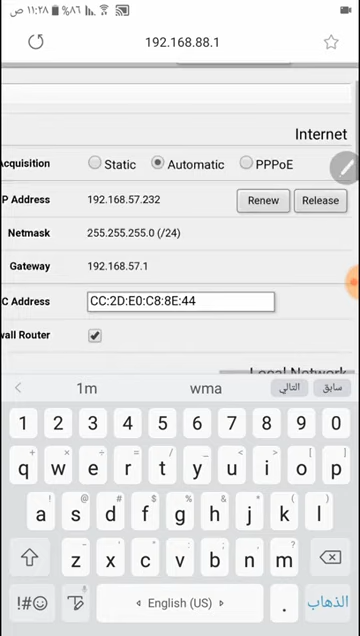 ١١:٢٨ ص %٨٦
192.168.88.1
Internet
Acquisition Static Automatic PPPoE
P Address 192.168.57.232 Renew Release
Netmask 255.255.255.0 (/24)
Gateway 192.168.57.1
C Address CC:2D:E0:C8:8E:44
wall Router
Local Network
1m wma التالي سابق
1 2 3 4 5 6 7 8 9 0
+ × ÷ = / _ < > [ ]
q w e r t y u i o p
! @ # $ % & * ( )
a s d f g h j k l
- ' " : ; , ?
z x c v b n m
!#☺ English (US) . الذهاب